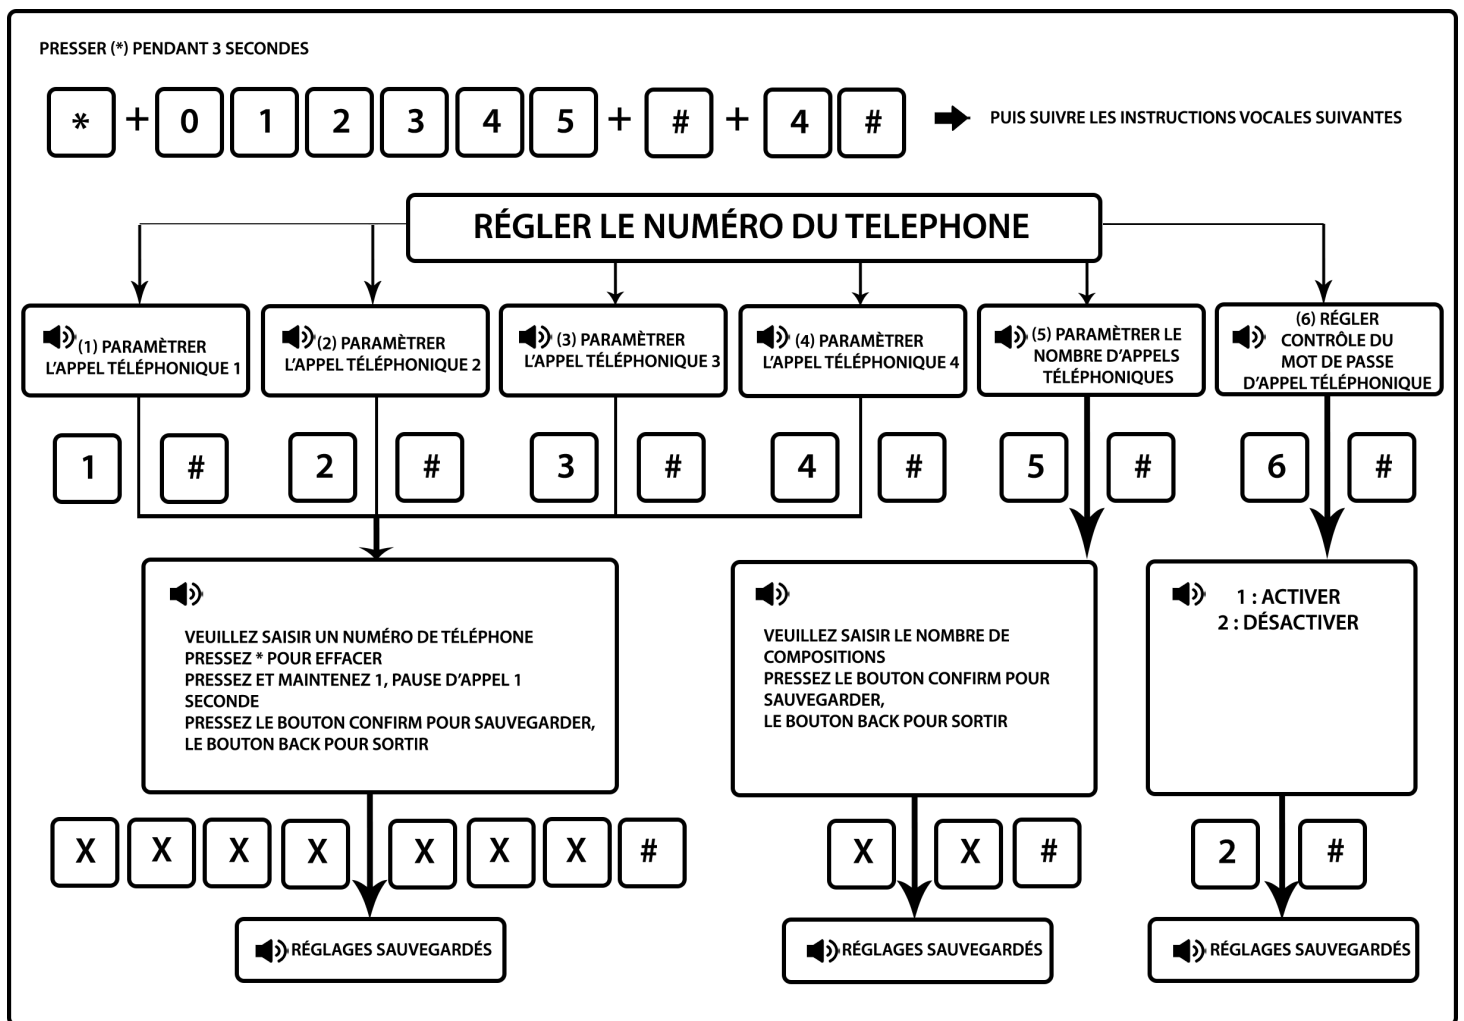 PRESSER (*) PENDANT 3 SECONDES
* + 0 1 2 3 4 5 + # + 4 # PUIS SUIVRE LES INSTRUCTIONS VOCALES SUIVANTES
RÉGLER LE NUMÉRO DU TELEPHONE
(1) PARAMÈTRER
L'APPEL TÉLÉPHONIQUE 1
(2) PARAMÈTRER
L'APPEL TÉLÉPHONIQUE 2
(3) PARAMÈTRER
L'APPEL TÉLÉPHONIQUE 3
(4) PARAMÈTRER
L'APPEL TÉLÉPHONIQUE 4
(5) PARAMÈTRER LE
NOMBRE D'APPELS
TÉLÉPHONIQUES
(6) RÉGLER
CONTRÔLE DU
MOT DE PASSE
D'APPEL TÉLÉPHONIQUE
1 # 2 # 3 # 4 # 5 # 6 #
VEUILLEZ SAISIR UN NUMÉRO DE TÉLÉPHONE
PRESSEZ * POUR EFFACER
PRESSEZ ET MAINTENEZ 1, PAUSE D'APPEL 1
SECONDE
PRESSEZ LE BOUTON CONFIRM POUR SAUVEGARDER,
LE BOUTON BACK POUR SORTIR
VEUILLEZ SAISIR LE NOMBRE DE
COMPOSITIONS
PRESSEZ LE BOUTON CONFIRM POUR
SAUVEGARDER,
LE BOUTON BACK POUR SORTIR
1 : ACTIVER
2 : DÉSACTIVER
X X X X X X X # X X # 2 #
RÉGLAGES SAUVEGARDÉS
RÉGLAGES SAUVEGARDÉS
RÉGLAGES SAUVEGARDÉS